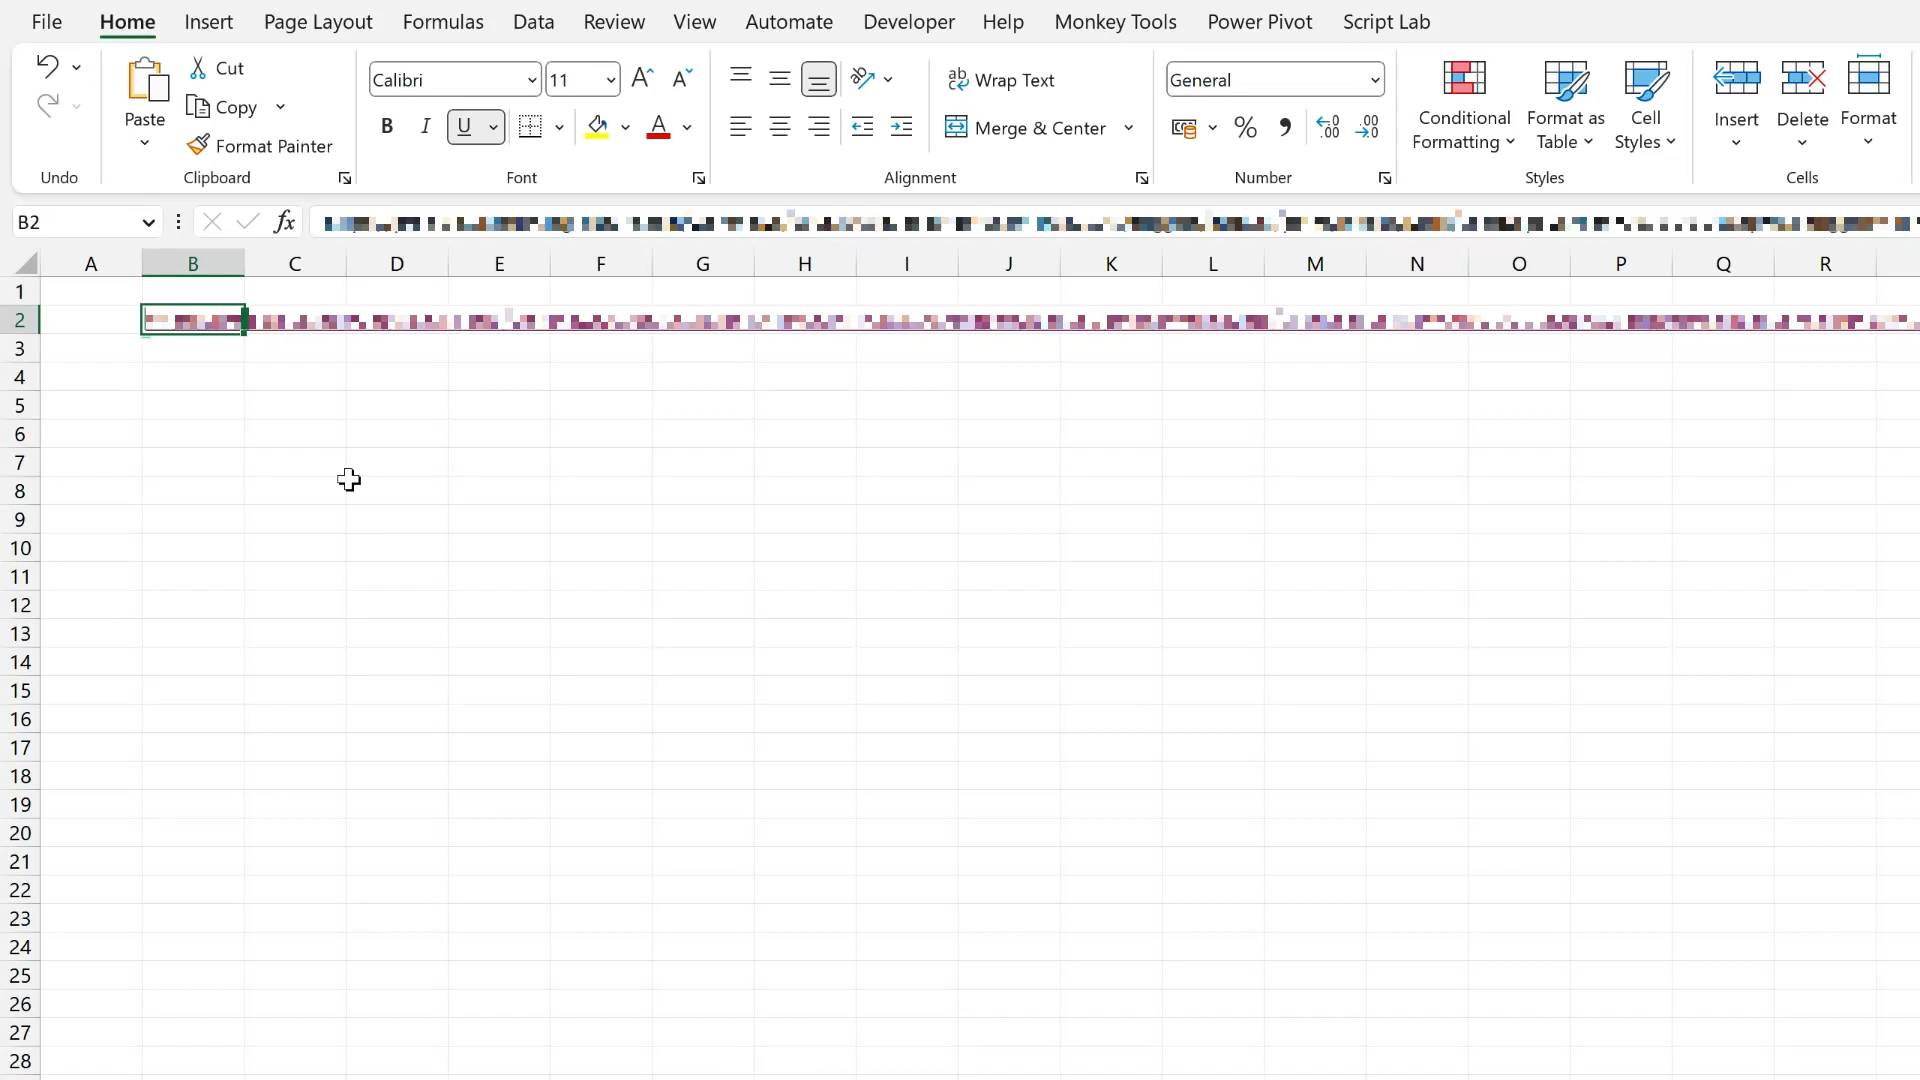 File Home Insert Page Layout Formulas Data Review View Automate Developer Help Monkey Tools Power Pivot Script Lab
Paste Cut Copy Format Painter
Calibri 11
B I U
Wrap Text
Merge & Center
General
Conditional Formatting Format as Table Cell Styles
Insert Delete Format
Undo Clipboard Font Alignment Number Styles Cells
B2 fx
A B C D E F G H I J K L M N O P Q R
1
2
3
4
5
6
7
8
9
10
11
12
13
14
15
16
17
18
19
20
21
22
23
24
25
26
27
28